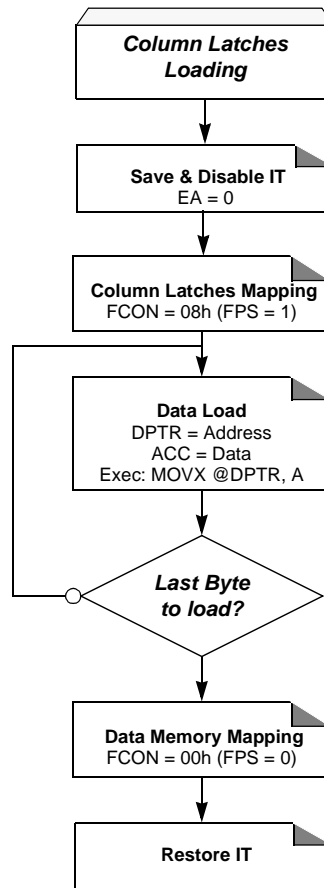 Column Latches
Loading
Save & Disable IT
EA = 0
Column Latches Mapping
FCON = 08h (FPS = 1)
Data Load
DPTR = Address
ACC = Data
Exec: MOVX @DPTR, A
Last Byte
to load?
Data Memory Mapping
FCON = 00h (FPS = 0)
Restore IT